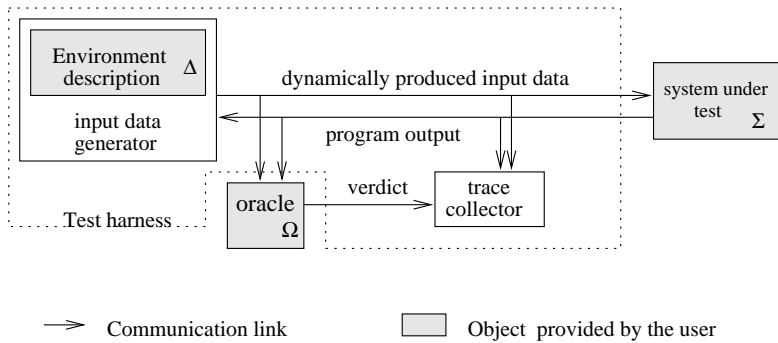 Environment
description Δ
input data
generator
dynamically produced input data
program output
system under
test Σ
verdict
trace
collector
oracle
Ω
Test harness
Communication link
Object provided by the user